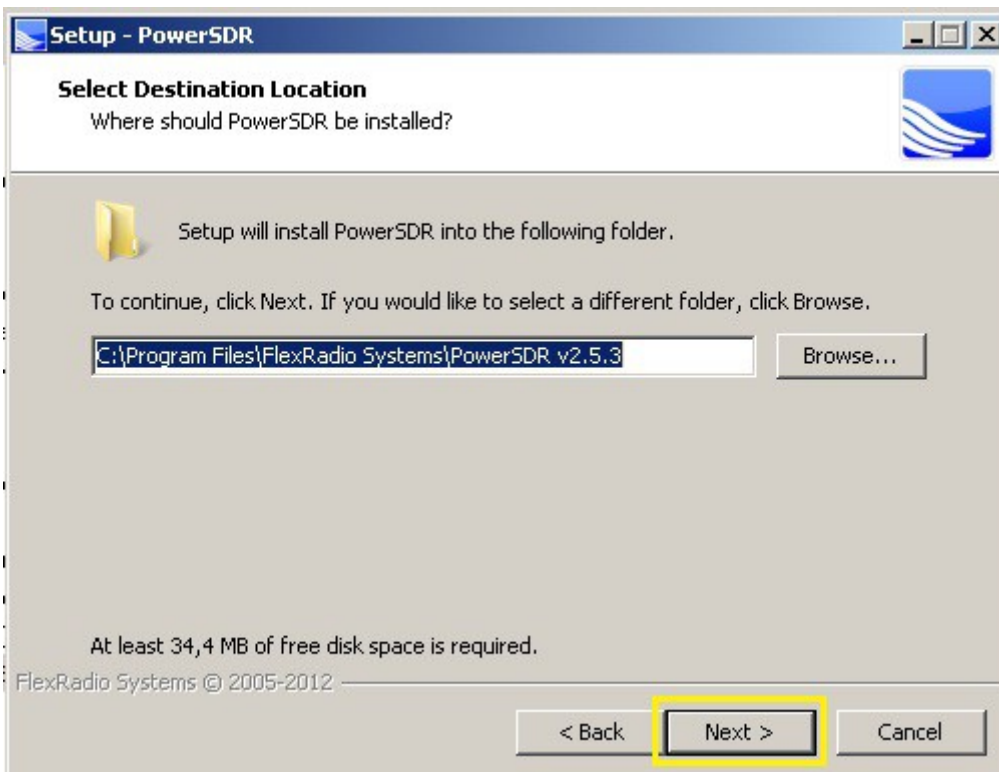 Setup - PowerSDR
Select Destination Location
Where should PowerSDR be installed?
Setup will install PowerSDR into the following folder.
To continue, click Next. If you would like to select a different folder, click Browse.
C:\Program Files\FlexRadio Systems\PowerSDR v2.5.3
Browse...
At least 34,4 MB of free disk space is required.
FlexRadio Systems © 2005-2012
< Back
Next >
Cancel